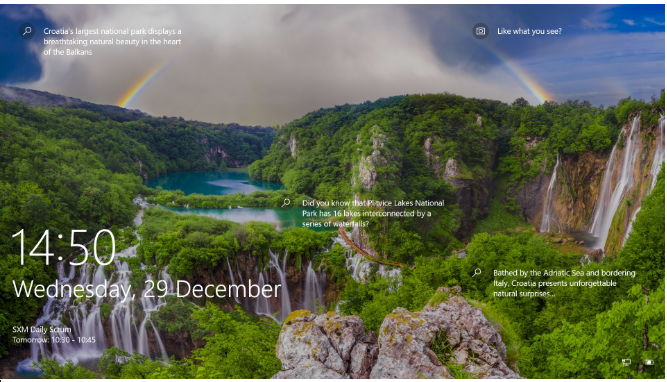 Croatia's largest national park displays a
breathtaking natural beauty in the heart
of the Balkans
Like what you see?
Did you know that Plitvice Lakes National
Park has 16 lakes interconnected by a
series of waterfalls?
14:50
Wednesday, 29 December
Bathed by the Adriatic Sea and bordering
Italy, Croatia presents unforgettable
natural surprises...
SXM Daily Scrum
Tomorrow: 10:30 - 10:45